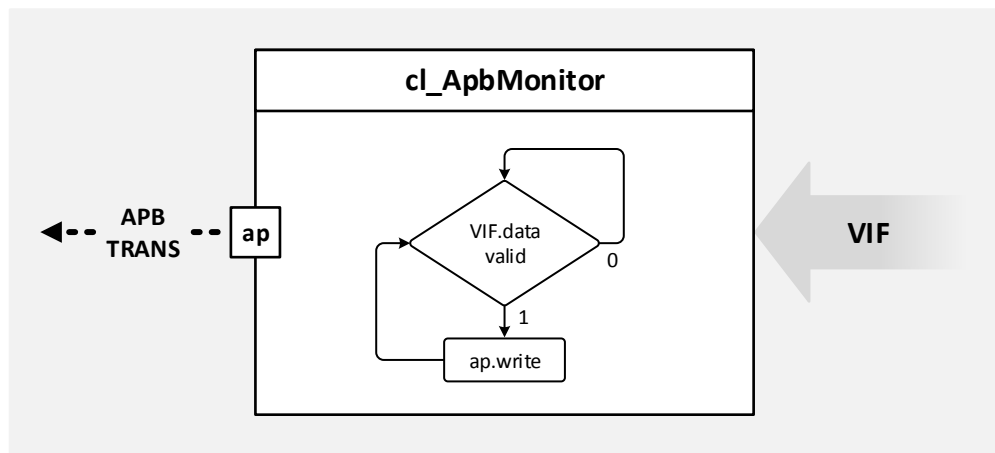 cl_ApbMonitor
APB
TRANS
ap
VIF.data
valid
0
1
ap.write
VIF